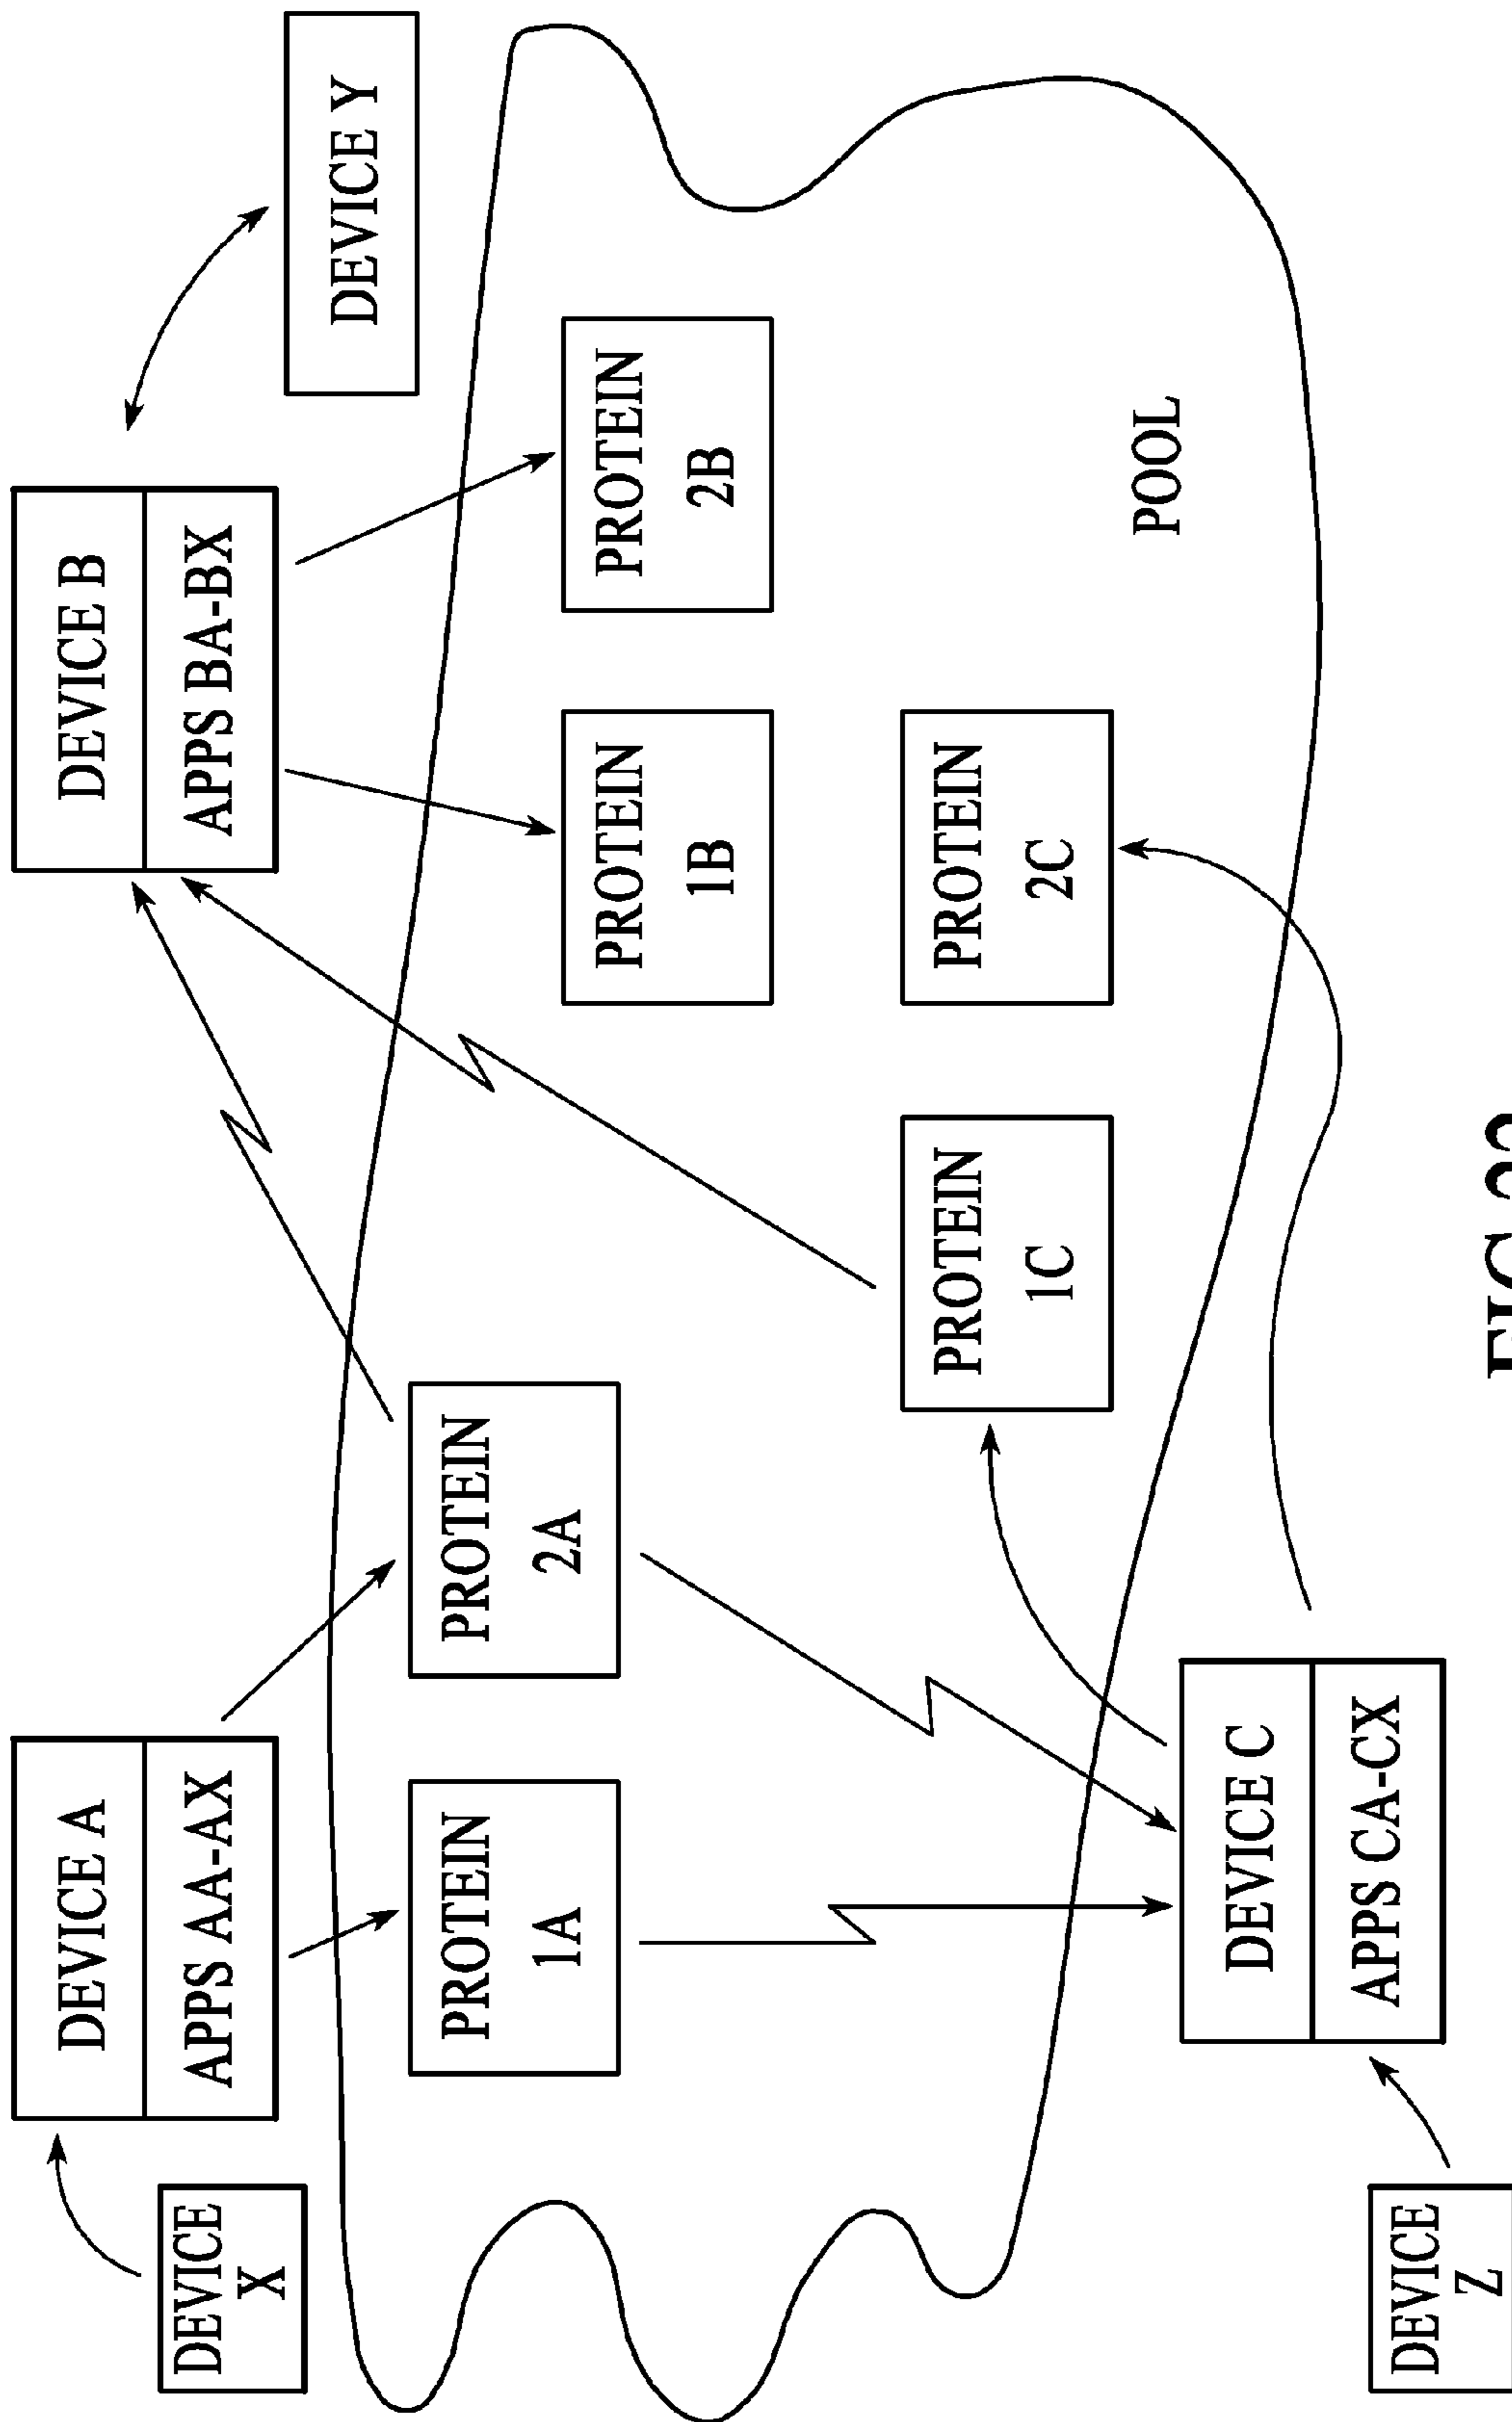 DEVICE
X
DEVICE A
APPS AA-AX
DEVICE B
APPS BA-BX
DEVICE Y
PROTEIN
1A
PROTEIN
2A
PROTEIN
1B
PROTEIN
2B
PROTEIN
1C
PROTEIN
2C
POOL
DEVICE
Z
DEVICE C
APPS CA-CX